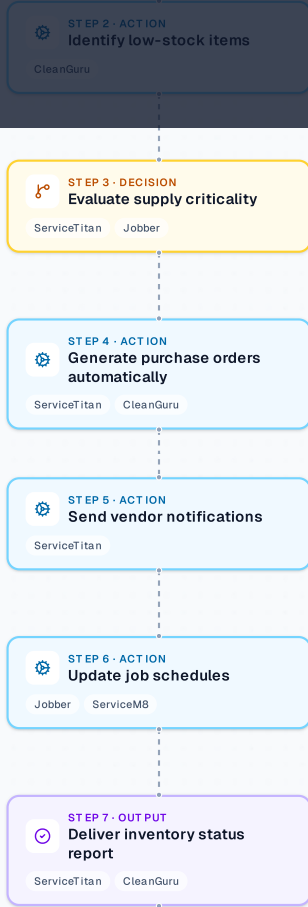 STEP 2 · ACTION
Identify low-stock items
CleanGuru
STEP 3 · DECISION
Evaluate supply criticality
ServiceTitan Jobber
STEP 4 · ACTION
Generate purchase orders
automatically
ServiceTitan CleanGuru
STEP 5 · ACTION
Send vendor notifications
ServiceTitan
STEP 6 · ACTION
Update job schedules
Jobber ServiceM8
STEP 7 · OUTPUT
Deliver inventory status
report
ServiceTitan CleanGuru